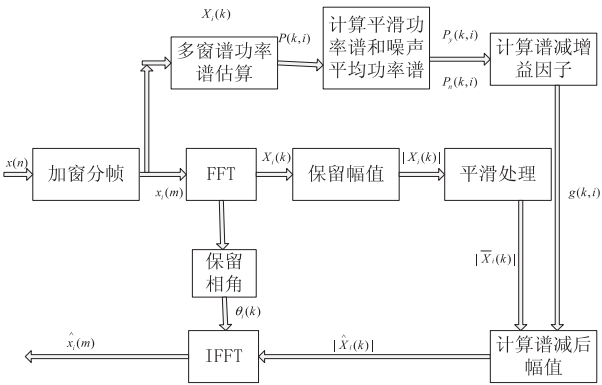 X_i(k)
多窗谱功率
谱估算
P(k,i)
计算平滑功
率谱和噪声
平均功率谱
P_y(k,i)
P_n(k,i)
计算谱减增
益因子
x(n)
加窗分帧
x_i(m)
FFT
X_i(k)
保留幅值
|X_i(k)|
平滑处理
g(k,i)
保留
相角
|X̅_i(k)|
θ_i(k)
x̂_i(m)
IFFT
|X̂_i(k)|
计算谱减后
幅值